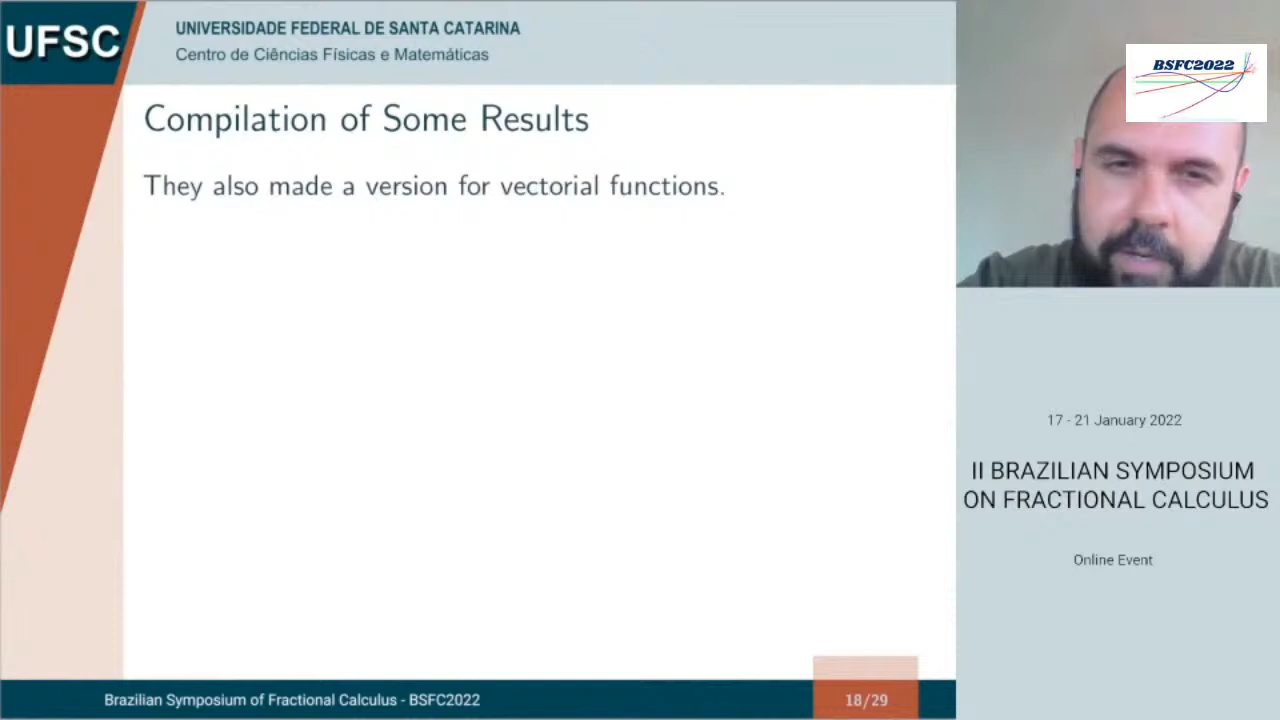 UFSC
UNIVERSIDADE FEDERAL DE SANTA CATARINA
Centro de Ciências Físicas e Matemáticas
Compilation of Some Results
They also made a version for vectorial functions.
Brazilian Symposium of Fractional Calculus - BSFC2022
18/29
BSFC2022
17 - 21 January 2022
II BRAZILIAN SYMPOSIUM
ON FRACTIONAL CALCULUS
Online Event